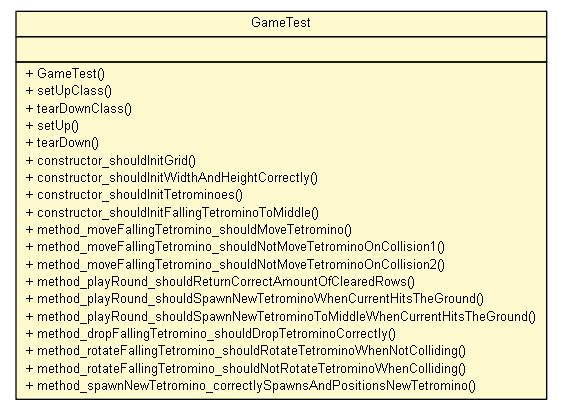 GameTest
+ GameTest()
+ setUpClass()
+ tearDownClass()
+ setUp()
+ tearDown()
+ constructor_shouldInitGrid()
+ constructor_shouldInitWidthAndHeightCorrectly()
+ constructor_shouldInitTetrominoes()
+ constructor_shouldInitFallingTetrominoToMiddle()
+ method_moveFallingTetromino_shouldMoveTetromino()
+ method_moveFallingTetromino_shouldNotMoveTetrominoOnCollision1()
+ method_moveFallingTetromino_shouldNotMoveTetrominoOnCollision2()
+ method_playRound_shouldReturnCorrectAmountOfClearedRows()
+ method_playRound_shouldSpawnNewTetrominoWhenCurrentHitsTheGround()
+ method_playRound_shouldSpawnNewTetrominoToMiddleWhenCurrentHitsTheGround()
+ method_dropFallingTetromino_shouldDropTetrominoCorrectly()
+ method_rotateFallingTetromino_shouldRotateTetrominoWhenNotColliding()
+ method_rotateFallingTetromino_shouldNotRotateTetrominoWhenColliding()
+ method_spawnNewTetromino_correctlySpawnsAndPositionsNewTetromino()